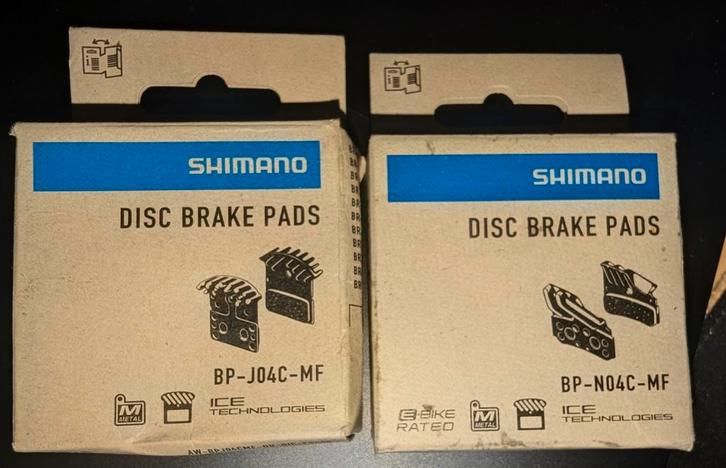 SHIMANO
DISC BRAKE PADS
BP-J04C-MF
M
METAL
ICE
TECHNOLOGIES
SHIMANO
DISC BRAKE PADS
BP-N04C-MF
E-BIKE
RATED
M
METAL
ICE
TECHNOLOGIES